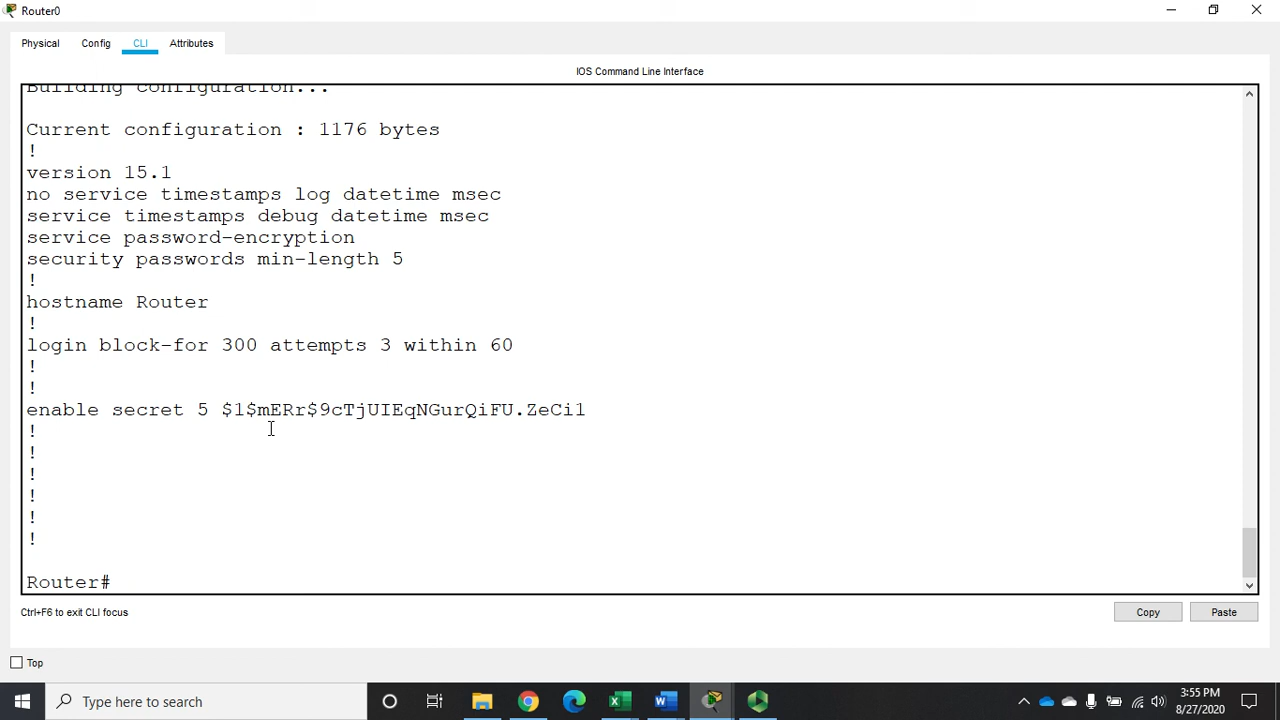 Router0
Physical Config CLI Attributes
IOS Command Line Interface
Building configuration...
Current configuration : 1176 bytes
!
version 15.1
no service timestamps log datetime msec
service timestamps debug datetime msec
service password-encryption
security passwords min-length 5
!
hostname Router
!
login block-for 300 attempts 3 within 60
!
!
enable secret 5 $1$mERr$9cTjUIEqNGurQiFU.ZeCi1
!
!
!
!
!
!
Router#
Ctrl+F6 to exit CLI focus
Copy Paste
Top
Type here to search
3:55 PM
8/27/2020